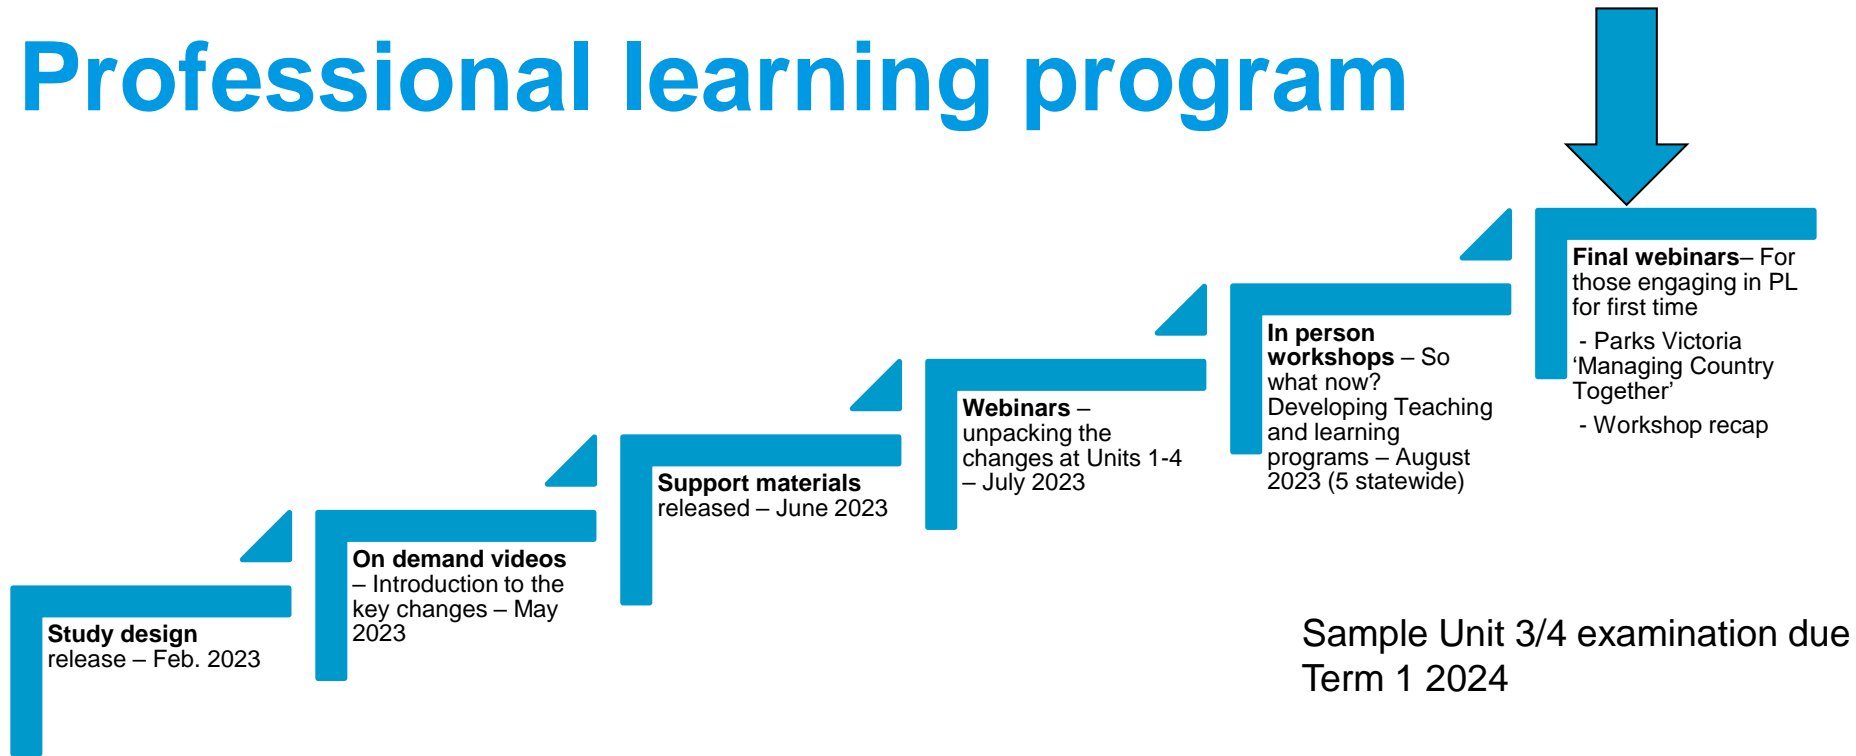 Professional learning program
Study design
release – Feb. 2023
On demand videos
– Introduction to the
key changes – May
2023
Support materials
released – June 2023
Webinars –
unpacking the
changes at Units 1-4
– July 2023
In person
workshops – So
what now?
Developing Teaching
and learning
programs – August
2023 (5 statewide)
Final webinars– For
those engaging in PL
for first time
- Parks Victoria
‘Managing Country
Together’
- Workshop recap
Sample Unit 3/4 examination due
Term 1 2024